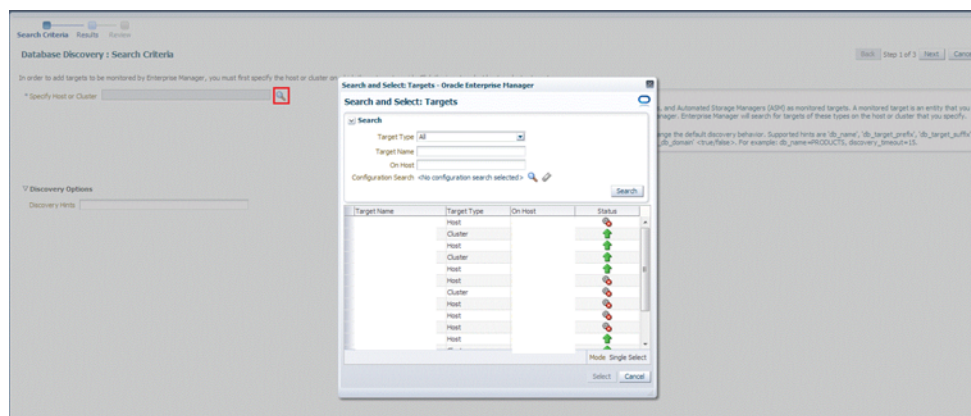 Search Criteria Results Review
Database Discovery : Search Criteria
Back Step 1 of 3 Next Cance
In order to add targets to be monitored by Enterprise Manager, you must first specify the host or cluster on
* Specify Host or Cluster
s, and Automated Storage Managers (ASM) as monitored targets. A monitored target is an entity that you
anager. Enterprise Manager will search for targets of these types on the host or cluster that you specify.
ange the default discovery behavior. Supported hints are 'db_name', 'db_target_prefix', 'db_target_suffix'
_db_domain' <true/false>. For example: db_name=PRODUCTS, discovery_timeout=15.
Discovery Options
Discovery Hints
Search and Select: Targets - Oracle Enterprise Manager
Search and Select: Targets
Search
Target Type All
Target Name
On Host
Configuration Search <No configuration search selected>
Search
Target Name Target Type On Host Status
Host
Cluster
Host
Cluster
Host
Host
Cluster
Host
Host
Host
Host
Mode Single Select
Select Cancel